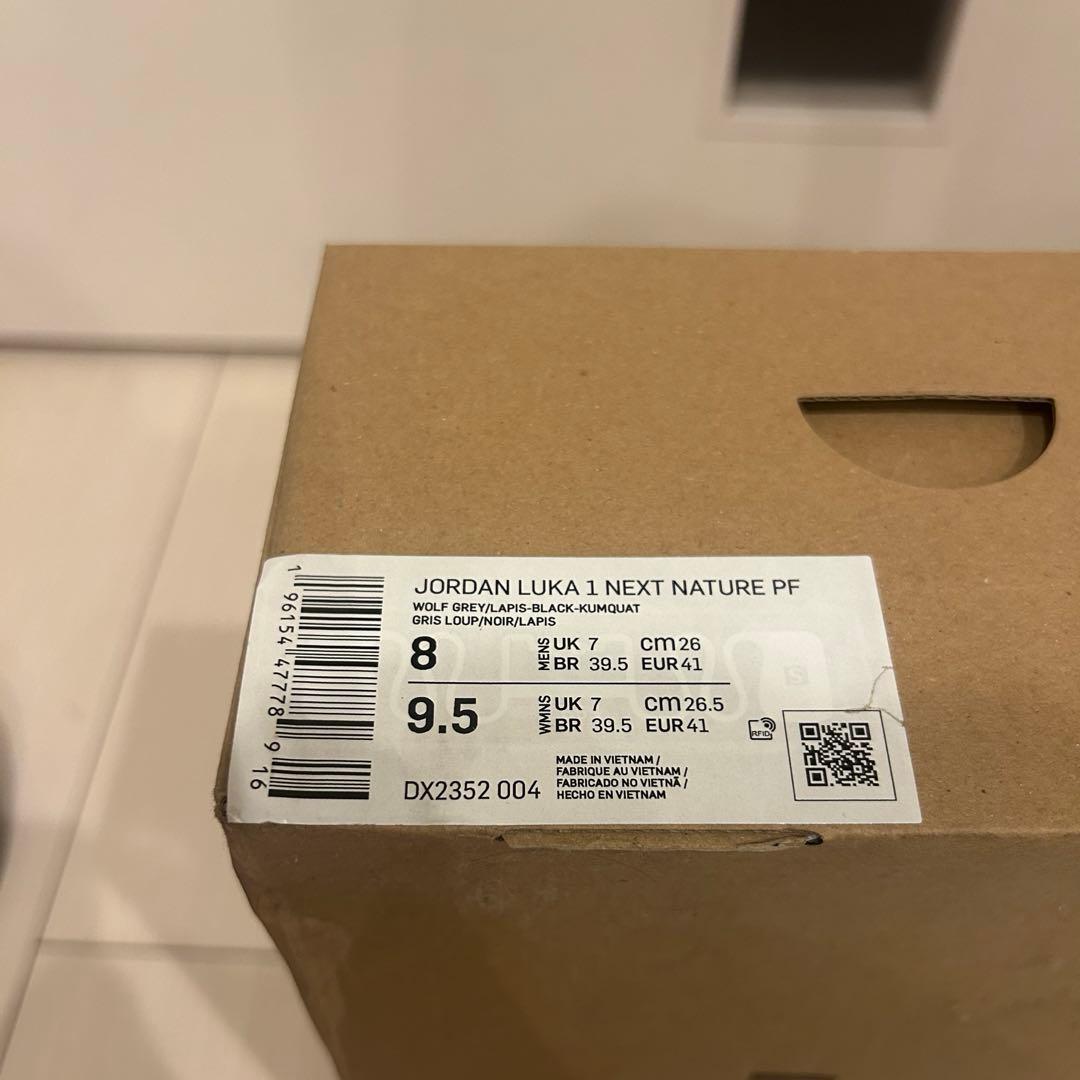 1 96154 47778 9 16
JORDAN LUKA 1 NEXT NATURE PF
WOLF GREY/LAPIS-BLACK-KUMQUAT
GRIS LOUP/NOIR/LAPIS
8 MENS UK 7 CM 26
BR 39.5 EUR 41
9.5 WMNS UK 7 CM 26.5
BR 39.5 EUR 41
RFID
MADE IN VIETNAM /
FABRIQUE AU VIETNAM /
FABRICADO NO VIETNÃ /
HECHO EN VIETNAM
DX2352 004
S